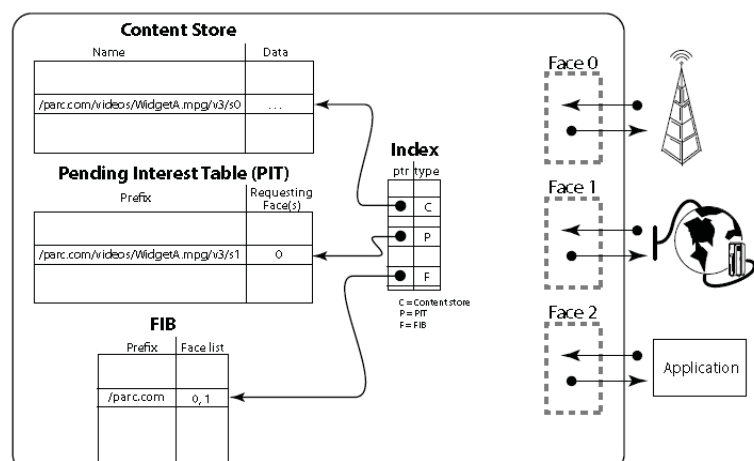 Content Store
Name Data
/parc.com/videos/WidgetA.mpg/v3/s0 ...
Pending Interest Table (PIT)
Prefix Requesting
Face(s)
/parc.com/videos/WidgetA.mpg/v3/s1 0
FIB
Prefix Face list
/parc.com 0, 1
Index
ptr type
C
P
F
C = Content store
P = PIT
F = FIB
Face 0
Face 1
Face 2
Application